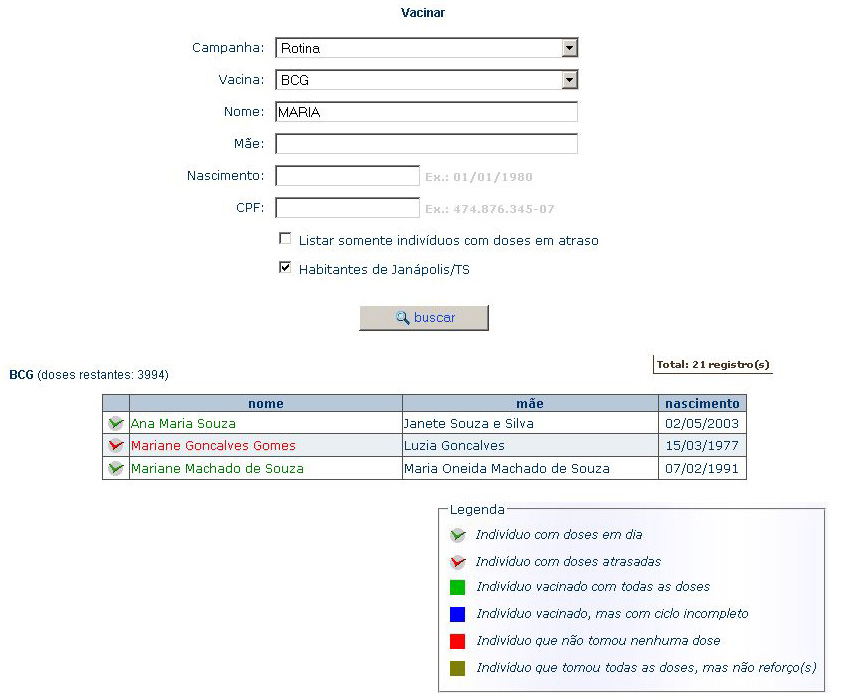 Vacinar
Campanha: Rotina
Vacina: BCG
Nome: MARIA
Mãe:
Nascimento: Ex.: 01/01/1980
CPF: Ex.: 474.876.345-07
Listar somente indivíduos com doses em atraso
Habitantes de Janápolis/TS
buscar
Total: 21 registro(s)
BCG (doses restantes: 3994)
nome mãe nascimento
Ana Maria Souza Janete Souza e Silva 02/05/2003
Mariane Goncalves Gomes Luzia Goncalves 15/03/1977
Mariane Machado de Souza Maria Oneida Machado de Souza 07/02/1991
Legenda
Indivíduo com doses em dia
Indivíduo com doses atrasadas
Indivíduo vacinado com todas as doses
Indivíduo vacinado, mas com ciclo incompleto
Indivíduo que não tomou nenhuma dose
Indivíduo que tomou todas as doses, mas não reforço(s)